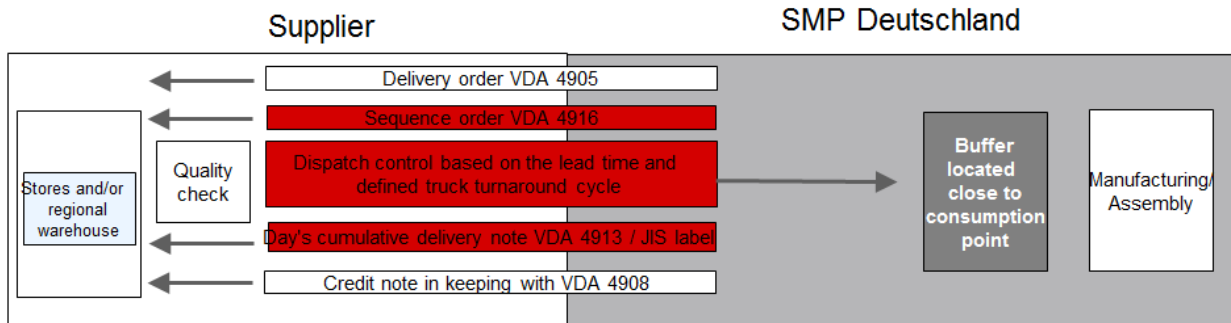 Supplier
SMP Deutschland
Delivery order VDA 4905
Sequence order VDA 4916
Stores and/or
regional
warehouse
Quality
check
Dispatch control based on the lead time and
defined truck turnaround cycle
Buffer
located
close to
consumption
point
Manufacturing/
Assembly
Day's cumulative delivery note VDA 4913 / JIS label
Credit note in keeping with VDA 4908